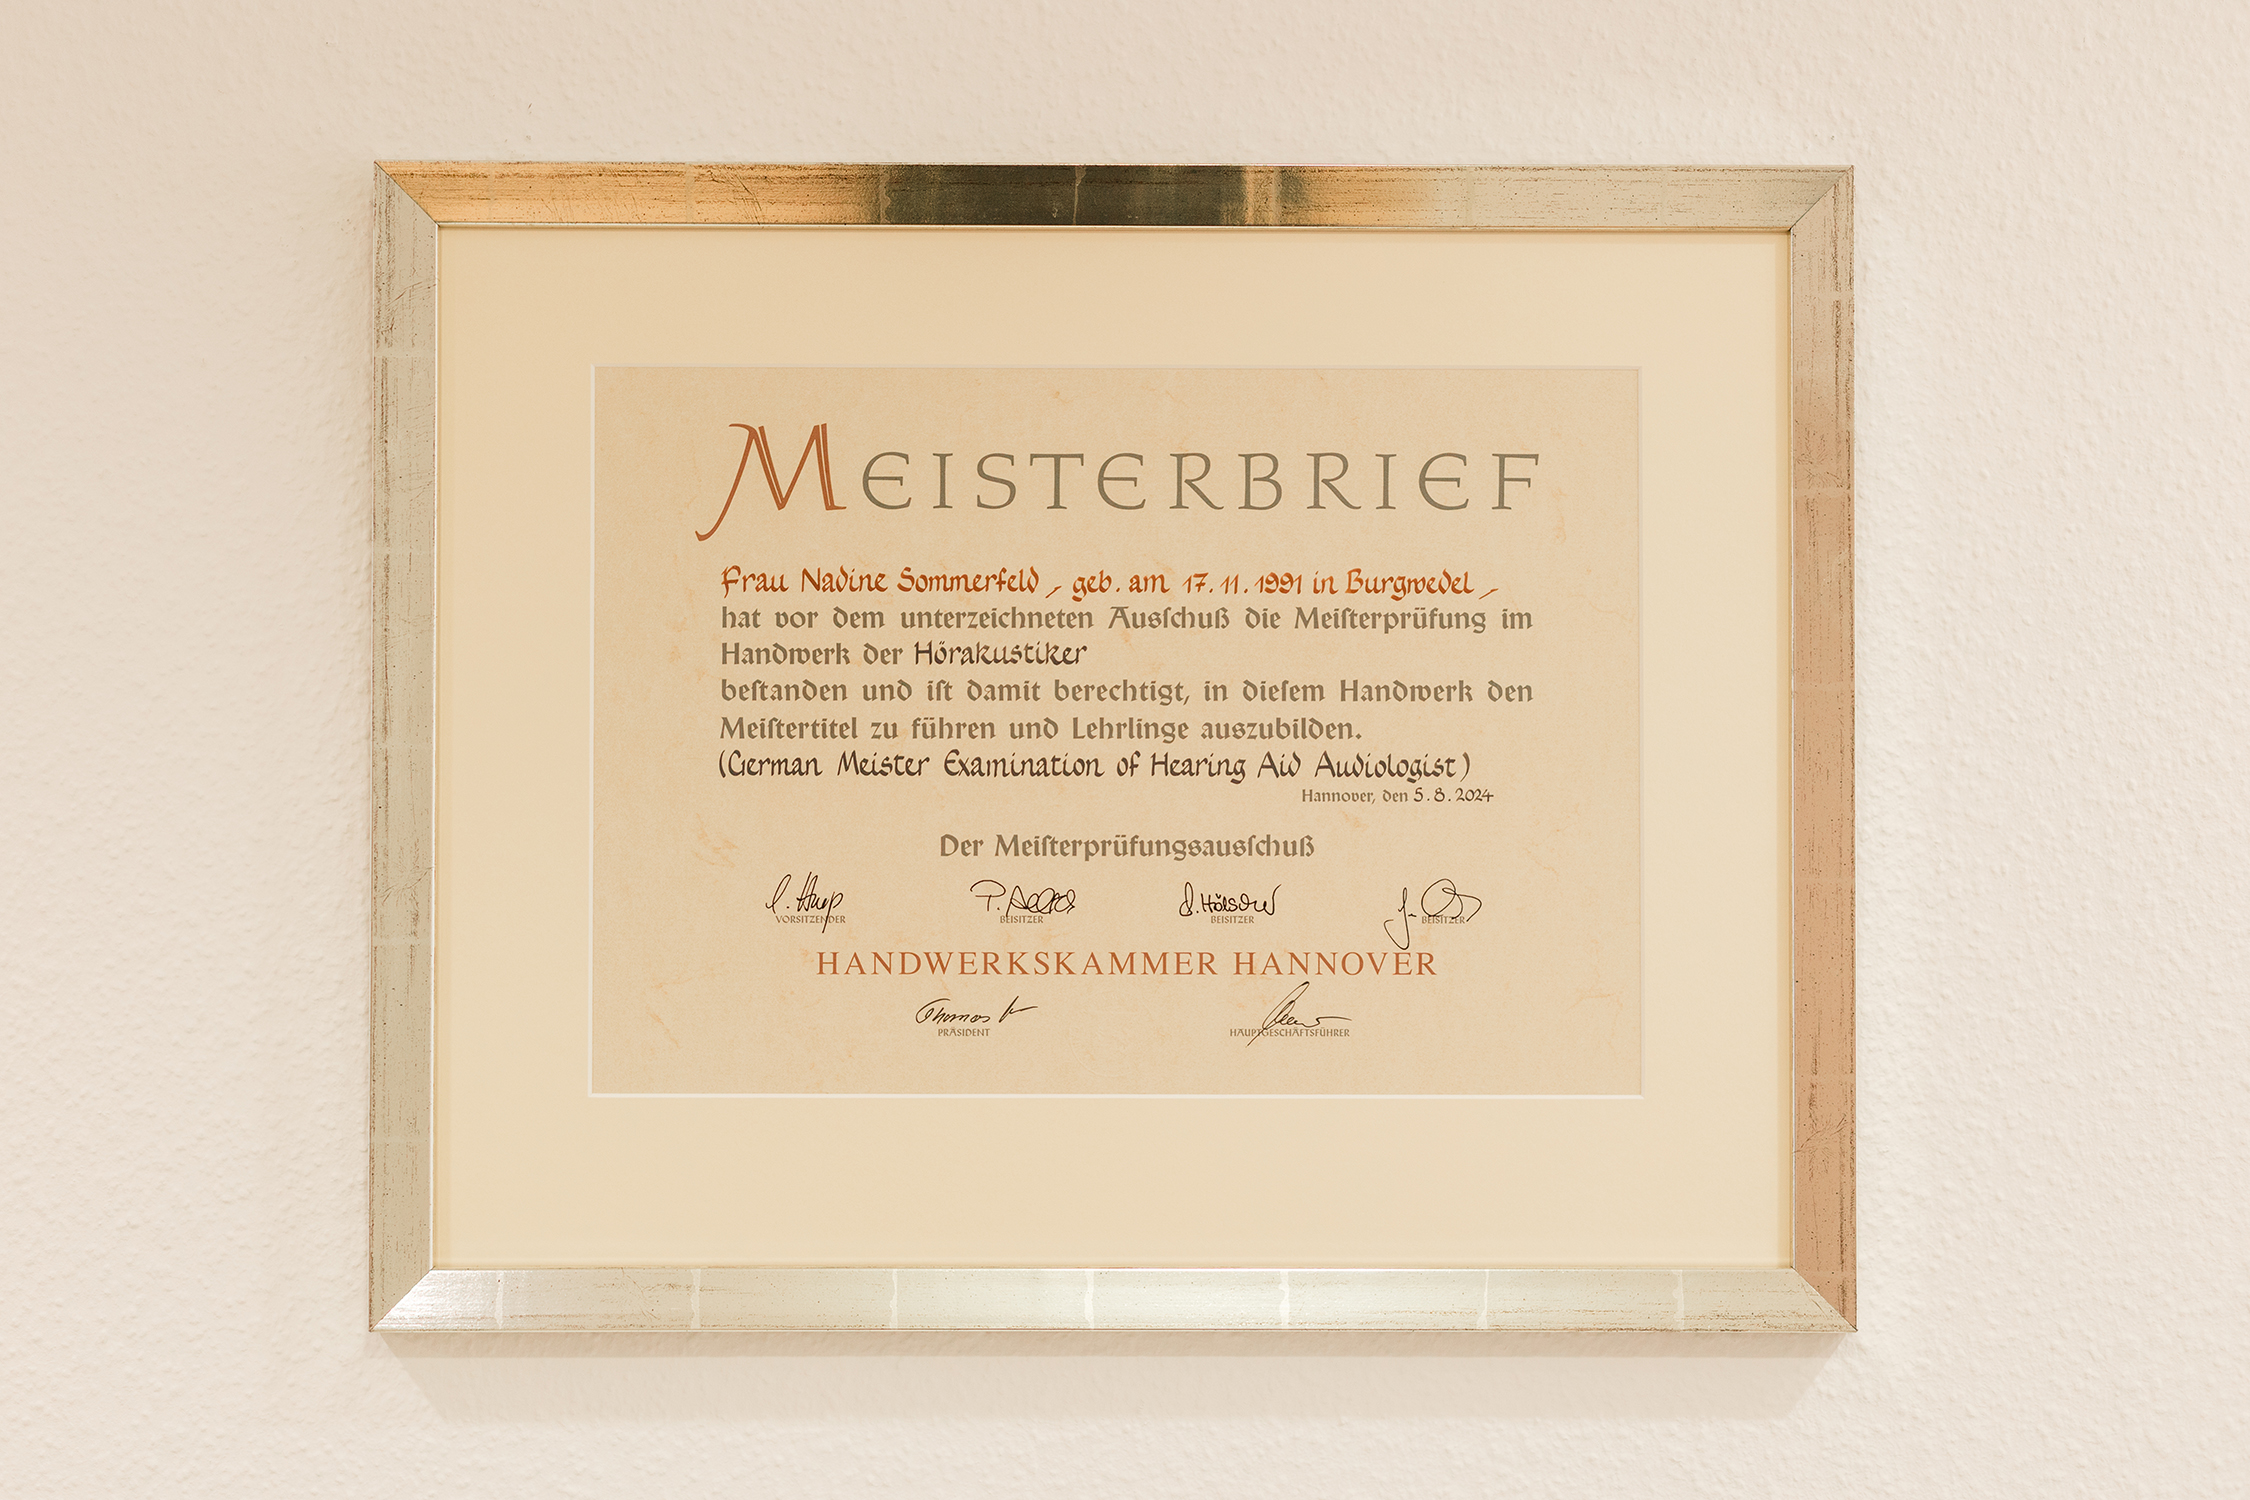 MEISTERBRIEF
Frau Nadine Sommerfeld, geb. am 17.11.1991 in Burgwedel,
hat vor dem unterzeichneten Ausſchuß die Meiſterprüfung im
Handwerk der Hörakustiker
beſtanden und iſt damit berechtigt, in dieſem Handwerk den
Meiſtertitel zu führen und Lehrlinge auszubilden.
(German Meister Examination of Hearing Aid Audiologist)
Hannover, den 5.8.2024
Der Meiſterprüfungsausſchuß
VORSITZENDER BEISITZER BEISITZER BEISITZER
HANDWERKSKAMMER HANNOVER
Thomas
PRÄSIDENT HAUPTGESCHÄFTSFÜHRER